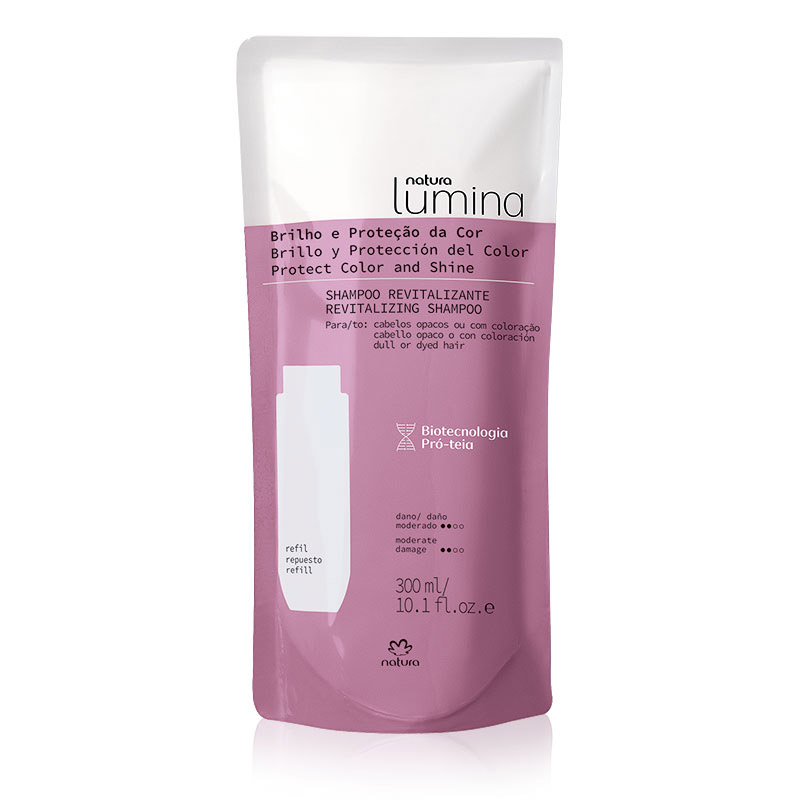 natura
lumina
Brilho e Proteção da Cor
Brillo y Protección del Color
Protect Color and Shine
SHAMPOO REVITALIZANTE
REVITALIZING SHAMPOO
Para/to: cabelos opacos ou com coloração
cabello opaco o con coloración
dull or dyed hair
Biotecnologia
Pró-teia
dano/ daño
moderado ●●○○
moderate
damage ●●○○
refil
repuesto
refill
300 ml/
10.1 fl.oz.e
natura